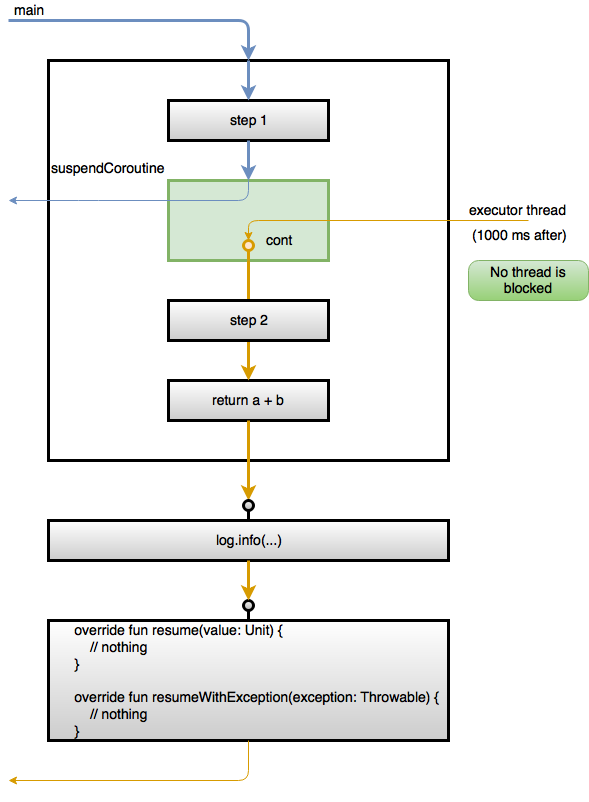 main
step 1
suspendCoroutine
executor thread
(1000 ms after)
cont
No thread is
blocked
step 2
return a + b
log.info(...)
override fun resume(value: Unit) {
// nothing
}
override fun resumeWithException(exception: Throwable) {
// nothing
}